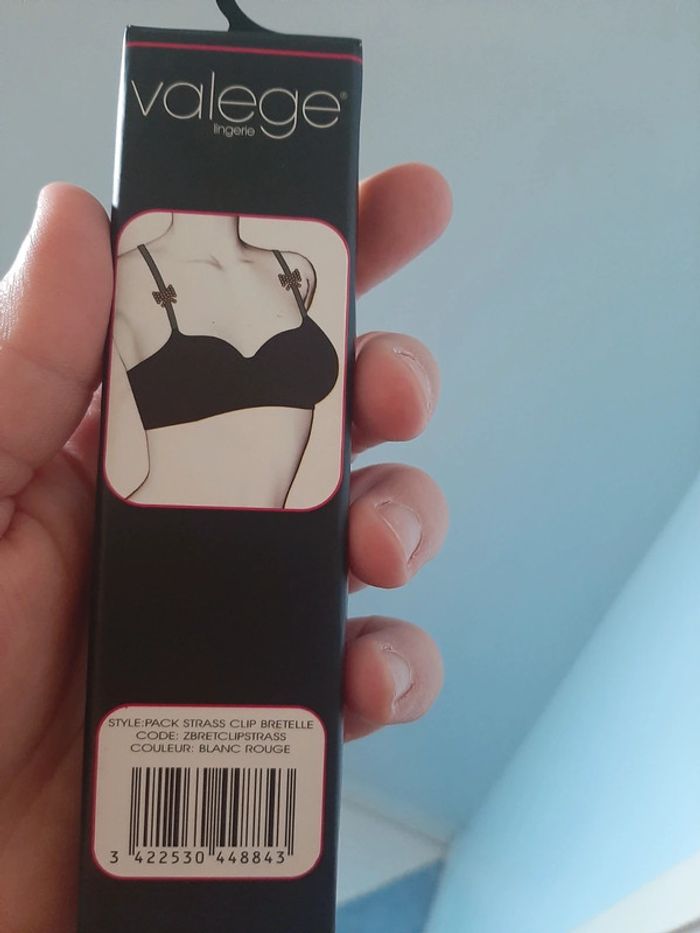 valege®
lingerie
STYLE:PACK STRASS CLIP BRETELLE
CODE: ZBRETCLIPSTRASS
COULEUR: BLANC ROUGE
3 422530 448843